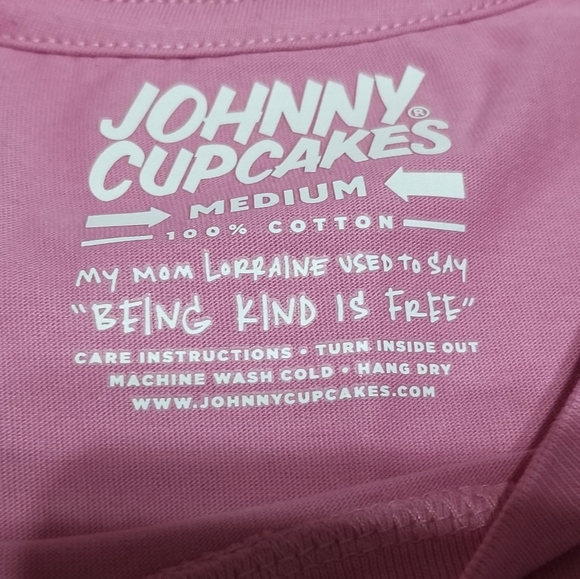 JOHNNY
CUPCAKES®
MEDIUM
100% COTTON
MY MOM LORRAINE USED TO SAY
"BEING KIND IS FREE"
CARE INSTRUCTIONS • TURN INSIDE OUT
MACHINE WASH COLD • HANG DRY
WWW.JOHNNYCUPCAKES.COM